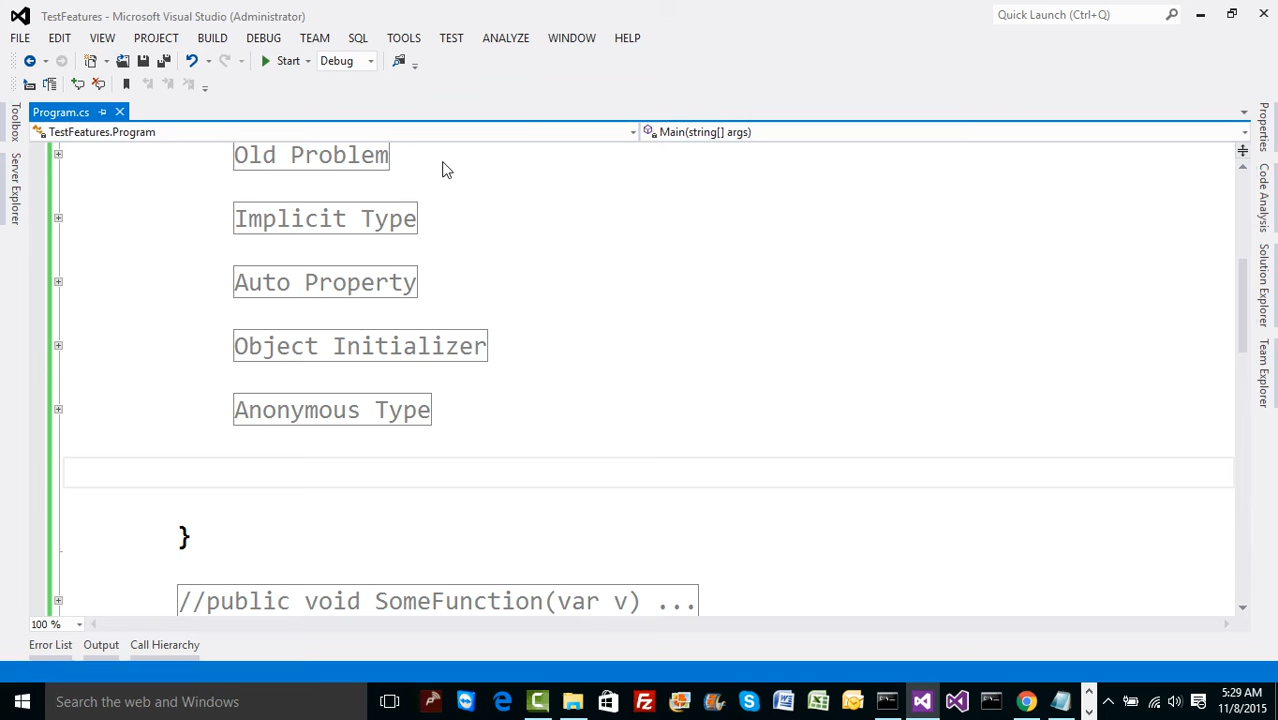 TestFeatures - Microsoft Visual Studio (Administrator)
Quick Launch (Ctrl+Q)
FILE EDIT VIEW PROJECT BUILD DEBUG TEAM SQL TOOLS TEST ANALYZE WINDOW HELP
Start Debug
Program.cs
TestFeatures.Program Main(string[] args)
Toolbox
Server Explorer
Old Problem
Implicit Type
Auto Property
Object Initializer
Anonymous Type
}
//public void SomeFunction(var v) ...
Properties
Code Analysis
Solution Explorer
Team Explorer
100 %
Error List Output Call Hierarchy
Search the web and Windows
5:29 AM
11/8/2015